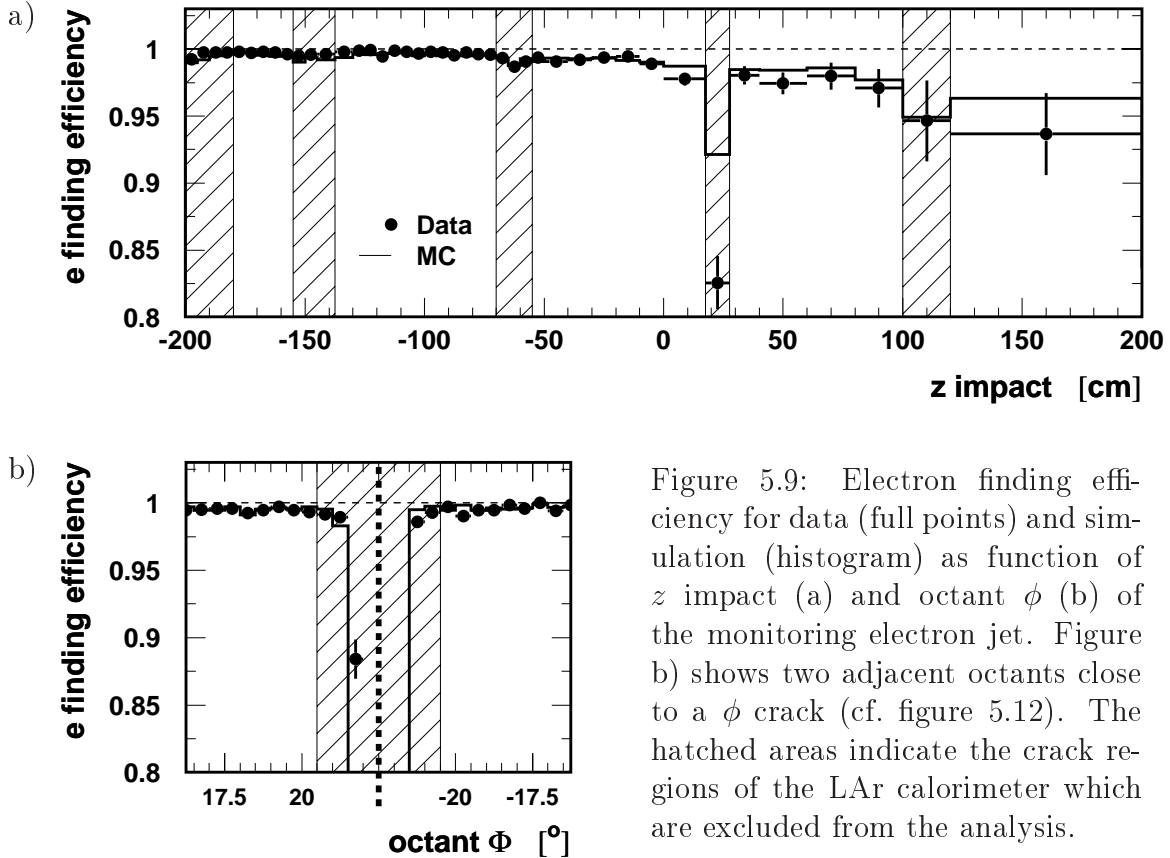 a)
e finding efficiency
1
0.95
0.9
0.85
0.8
Data
MC
-200 -150 -100 -50 0 50 100 150 200
z impact [cm]
b)
e finding efficiency
1
0.95
0.9
0.85
0.8
17.5 20 -20 -17.5
octant Φ [°]
Figure 5.9: Electron finding effi-
ciency for data (full points) and sim-
ulation (histogram) as function of
z impact (a) and octant ϕ (b) of
the monitoring electron jet. Figure
b) shows two adjacent octants close
to a ϕ crack (cf. figure 5.12). The
hatched areas indicate the crack re-
gions of the LAr calorimeter which
are excluded from the analysis.